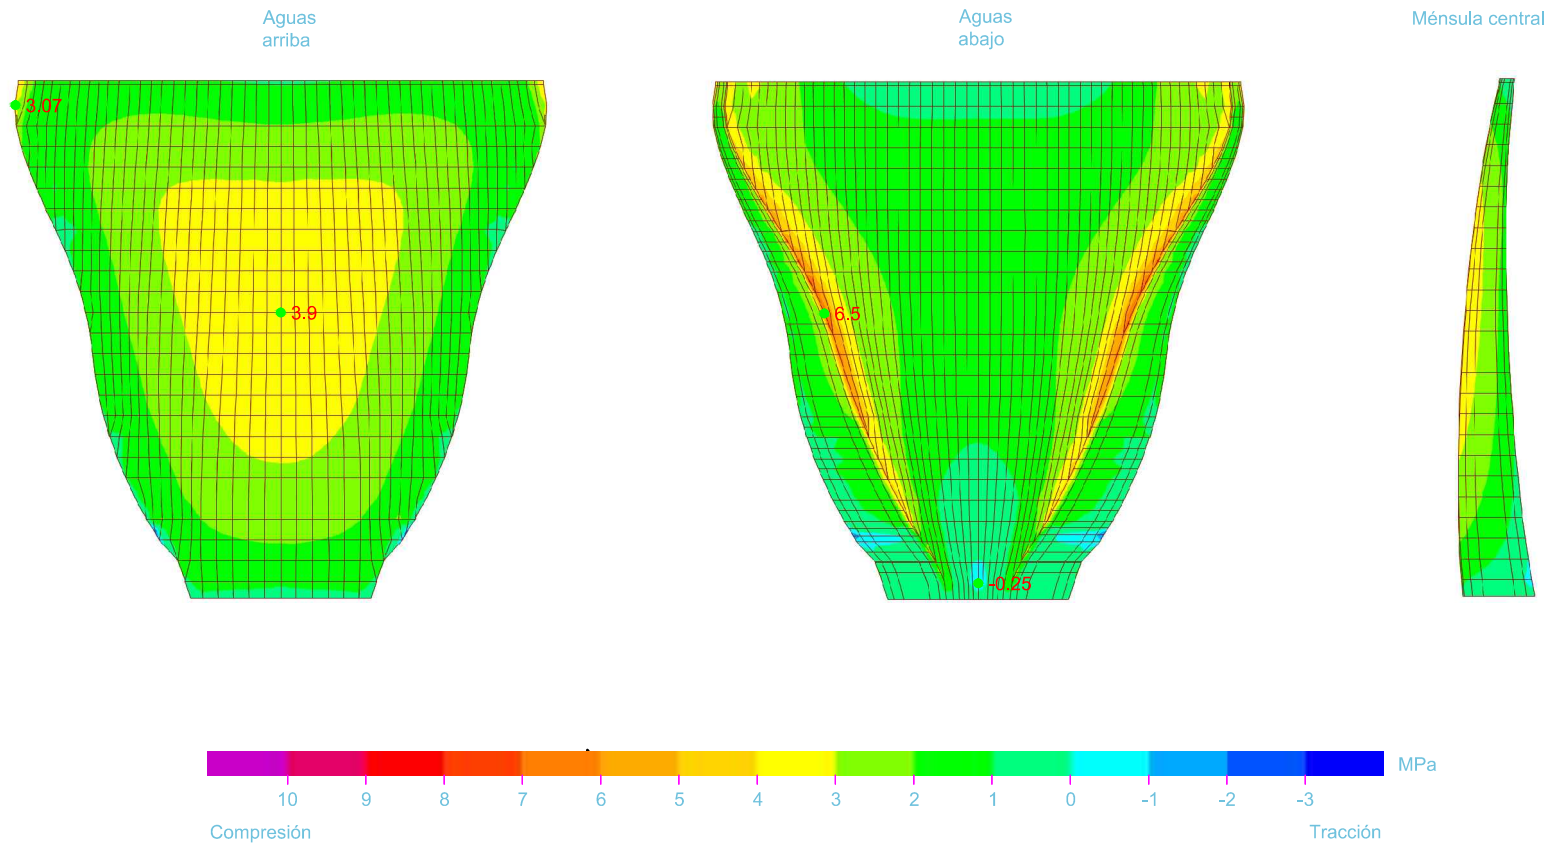 Aguas
arriba
Aguas
abajo
Ménsula central
3.07
3.9
6.5
-0.25
MPa
10 9 8 7 6 5 4 3 2 1 0 -1 -2 -3
Compresión
Tracción